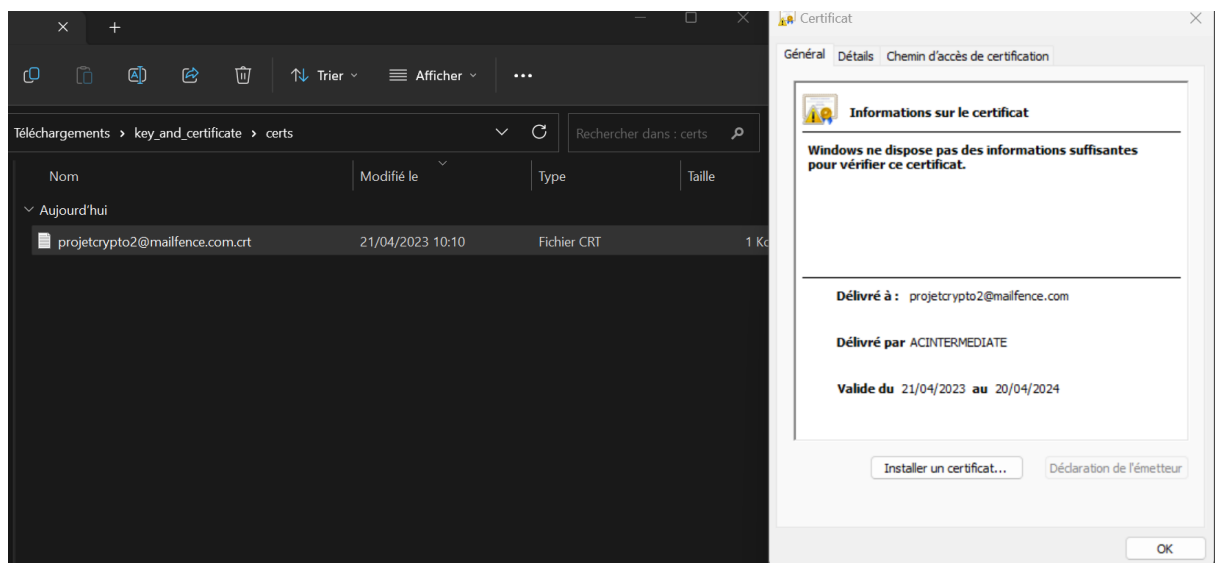 Trier
Afficher
Téléchargements > key_and_certificate > certs
Rechercher dans : certs
Nom
Modifié le
Type
Taille
Aujourd'hui
projetcrypto2@mailfence.com.crt
21/04/2023 10:10
Fichier CRT
1 Ko
Certificat
Général
Détails
Chemin d'accès de certification
Informations sur le certificat
Windows ne dispose pas des informations suffisantes
pour vérifier ce certificat.
Délivré à : projetcrypto2@mailfence.com
Délivré par ACINTERMEDIATE
Valide du 21/04/2023 au 20/04/2024
Installer un certificat...
Déclaration de l'émetteur
OK